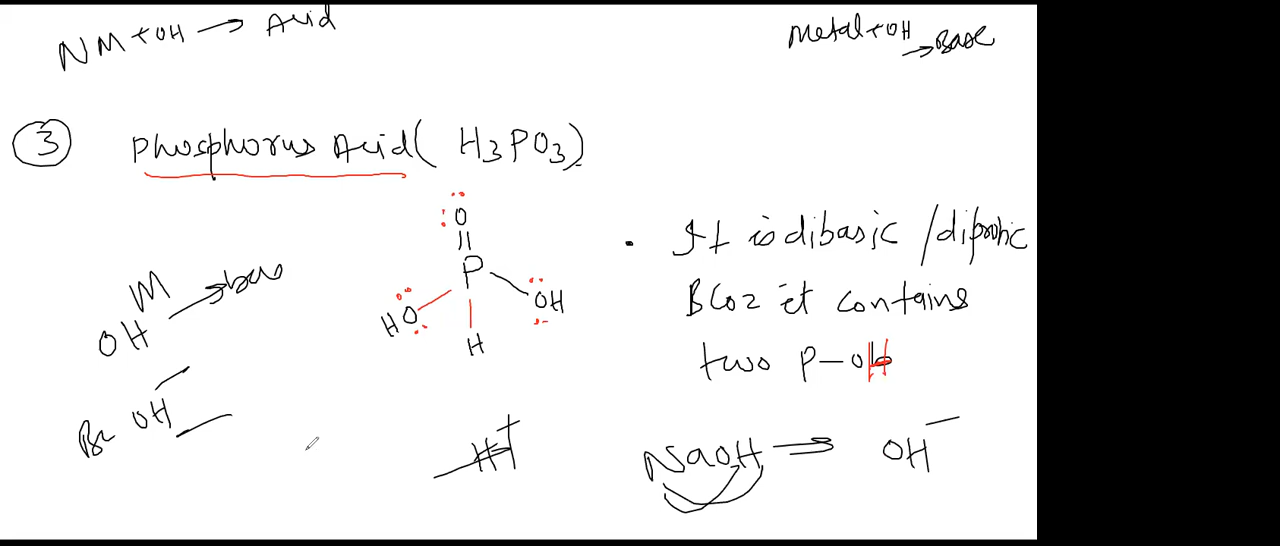 NM + OH → Acid
Metal + OH → Base
③ Phosphorus Acid ( H3PO3 )
O
||
P
HO
OH
H
• It is dibasic / diprotic
BCoz it contains
two P–OH
M
OH →
OH⁻
H⁺
NaOH ⟹ OH⁻